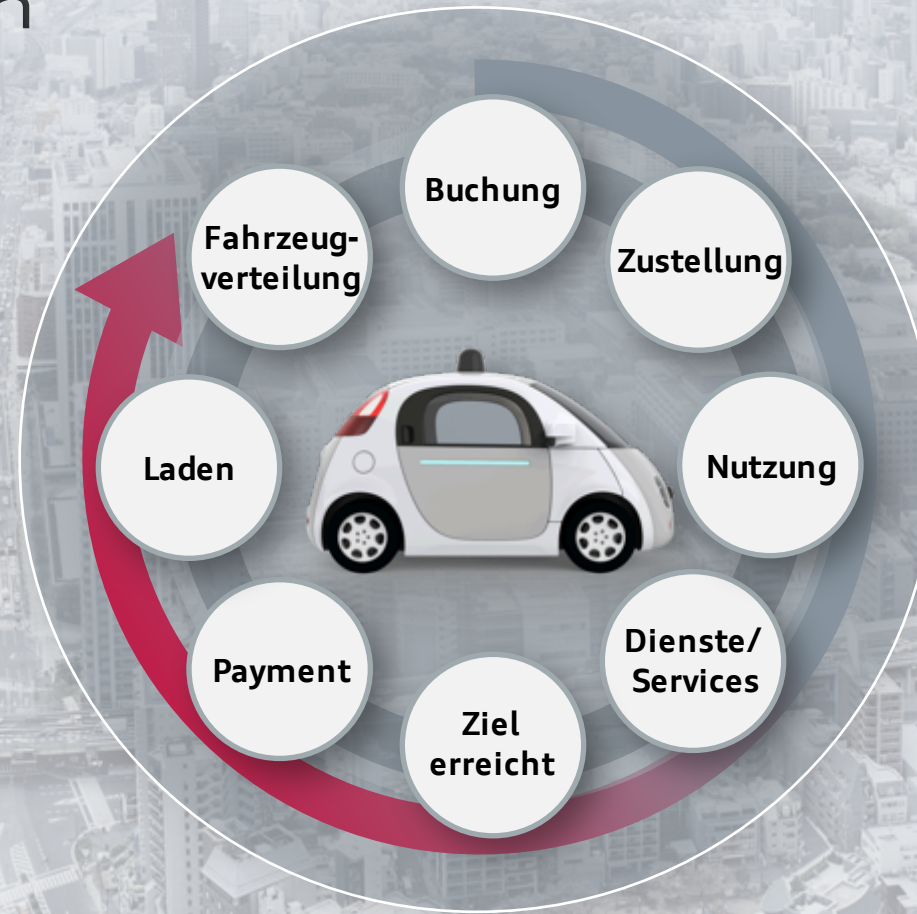 Buchung
Zustellung
Nutzung
Dienste/
Services
Ziel
erreicht
Payment
Laden
Fahrzeug-
verteilung